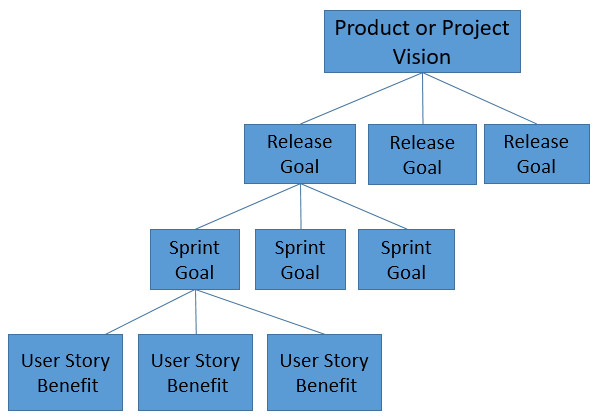 Product or Project
Vision
Release
Goal
Release
Goal
Release
Goal
Sprint
Goal
Sprint
Goal
Sprint
Goal
User Story
Benefit
User Story
Benefit
User Story
Benefit